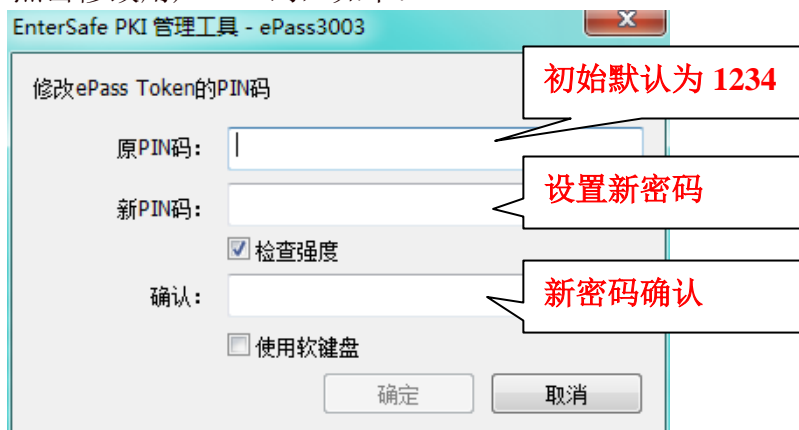 EnterSafe PKI 管理工具 - ePass3003
初始默认为 1234
修改ePass Token的PIN码
原PIN码：
设置新密码
新PIN码：
检查强度
新密码确认
确认：
使用软键盘
确定 取消